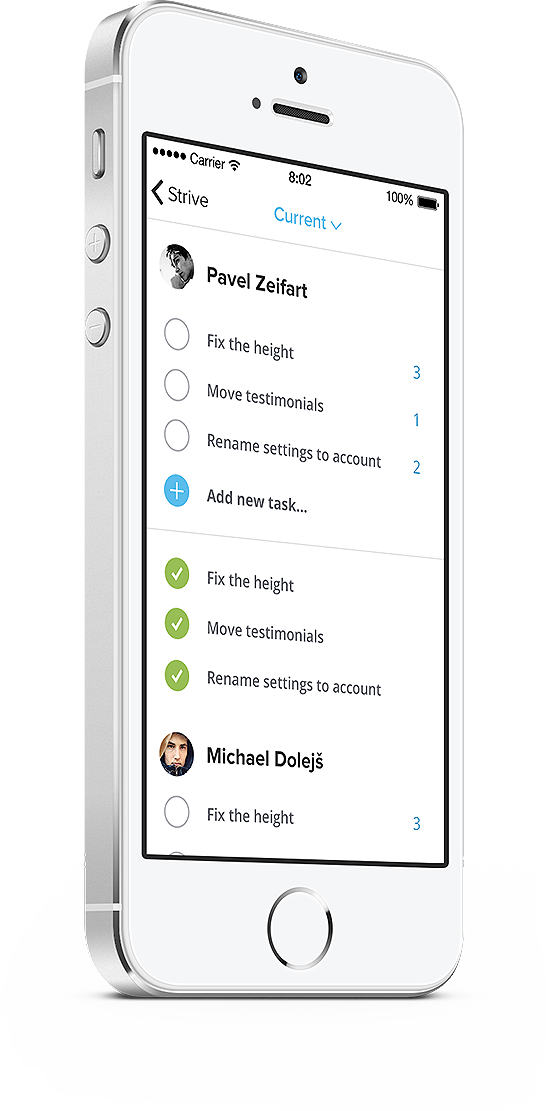 Carrier
8:02
100%
Strive
Current
Pavel Zeifart
Fix the height
3
Move testimonials
1
Rename settings to account
2
Add new task...
Fix the height
Move testimonials
Rename settings to account
Michael Dolejš
Fix the height
3